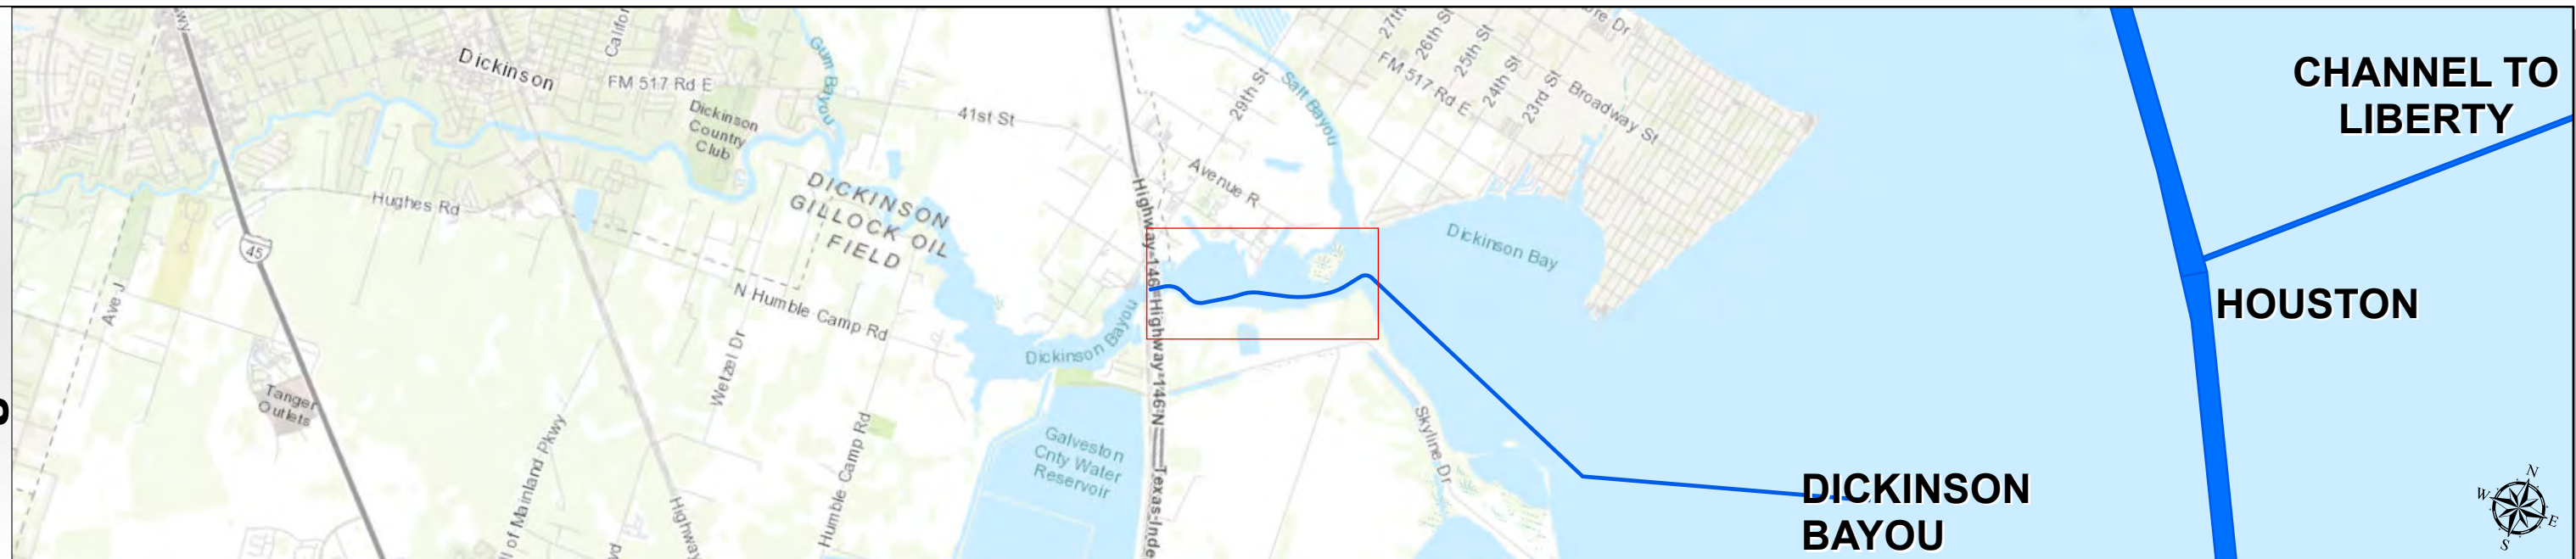 Dickinson
FM 517 Rd E
Dickinson
Country
Club
Gum Bayou
41st St
Hughes Rd
45
Ave J
Tanger
Outlets
DICKINSON
GILLOCK OIL
FIELD
N Humble Camp Rd
Wetzel Dr
Humble Camp Rd
Highway
Dickinson Bayou
Galveston
Cnty Water
Reservoir
Highway 146
Highway 146 N
Avenue R
29th St
Salt Bayou
27th
26th St
25th St
24th St
23rd St
FM 517 Rd E
Broadway St
Dickinson Bay
Skyline Dr
CHANNEL TO
LIBERTY
HOUSTON
DICKINSON
BAYOU
N
W
E
S